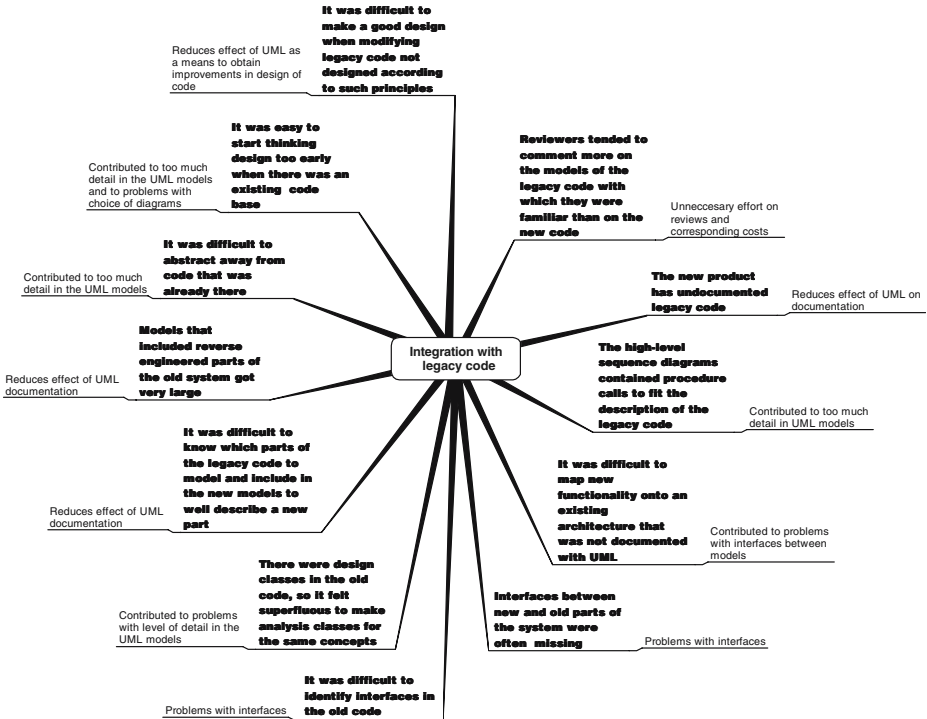 It was difficult to
make a good design
when modifying
legacy code not
designed according
to such principles
Reduces effect of UML as
a means to obtain
improvements in design of
code
It was easy to
start thinking
design too early
when there was an
existing code
base
Contributed to too much
detail in the UML models
and to problems with
choice of diagrams
It was difficult to
abstract away from
code that was
already there
Contributed to too much
detail in the UML models
Models that
included reverse
engineered parts of
the old system got
very large
Reduces effect of UML
documentation
It was difficult to
know which parts of
the legacy code to
model and include in
the new models to
well describe a new
part
Reduces effect of UML
documentation
There were design
classes in the old
code, so it felt
superfluous to make
analysis classes for
the same concepts
Contributed to problems
with level of detail in the
UML models
It was difficult to
identify interfaces in
the old code
Problems with interfaces
Integration with
legacy code
Reviewers tended to
comment more on
the models of the
legacy code with
which they were
familiar than on the
new code
Unneccesary effort on
reviews and
corresponding costs
The new product
has undocumented
legacy code
Reduces effect of UML on
documentation
The high-level
sequence diagrams
contained procedure
calls to fit the
description of the
legacy code
Contributed to too much
detail in UML models
It was difficult to
map new
functionality onto an
existing
architecture that
was not documented
with UML
Contributed to problems
with interfaces between
models
Interfaces between
new and old parts of
the system were
often missing
Problems with interfaces